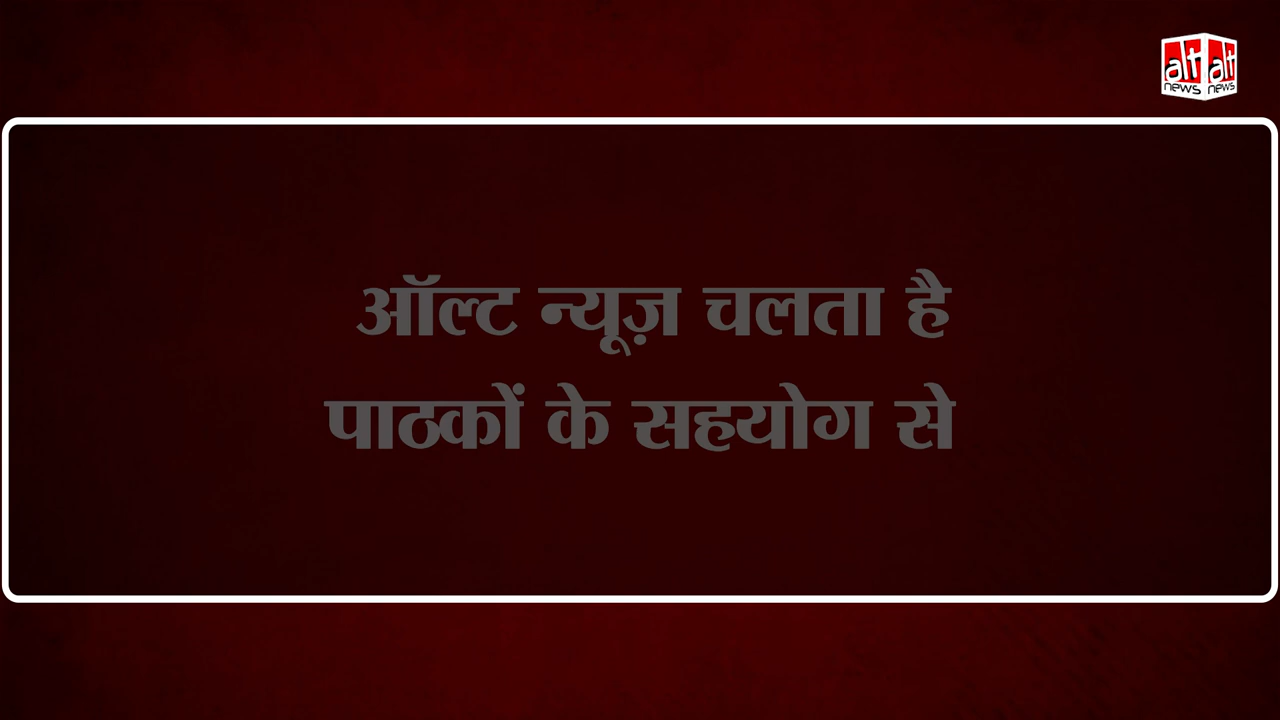 alt alt
news news
ऑल्ट न्यूज़ चलता है
पाठकों के सहयोग से